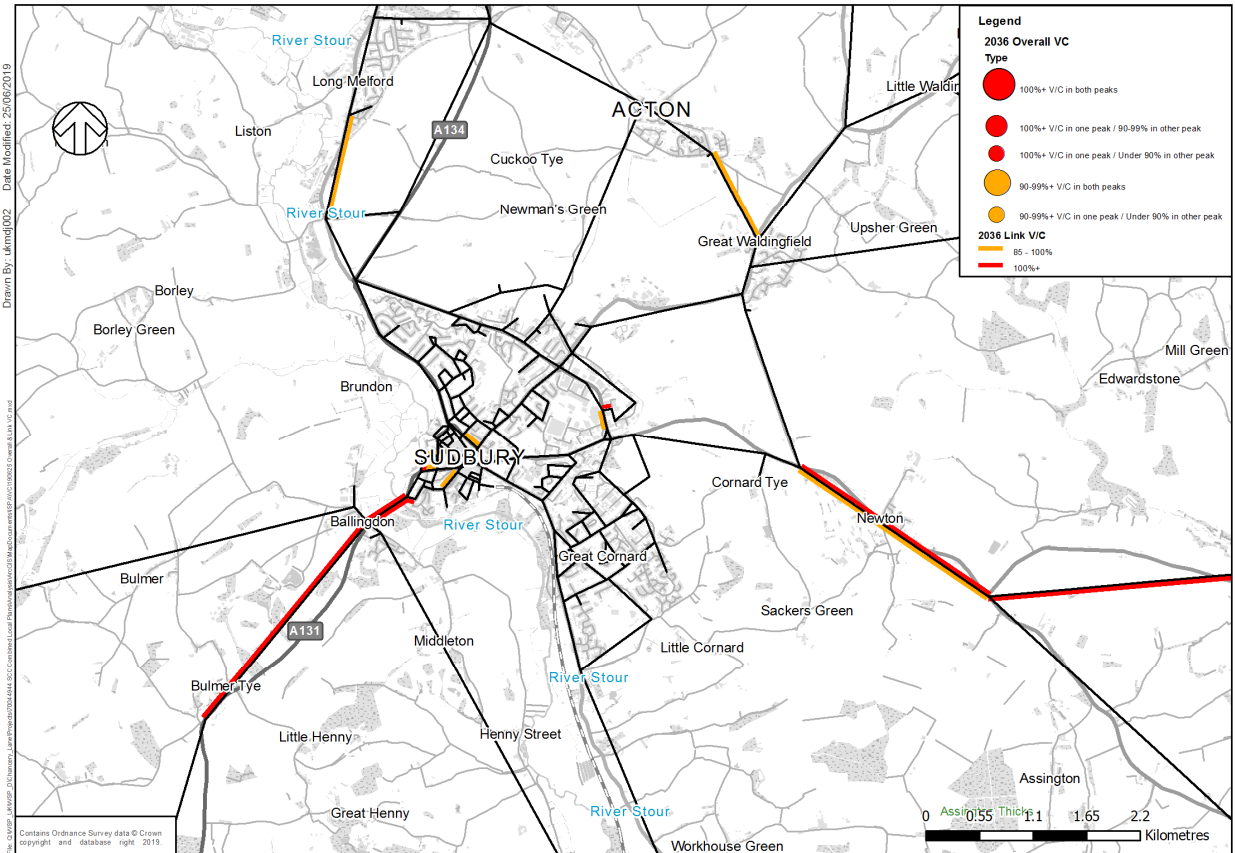 Legend
2036 Overall VC
Type
100%+ V/C in both peaks
100%+ V/C in one peak / 90-99% in other peak
100%+ V/C in one peak / Under 90% in other peak
90-99%+ V/C in both peaks
90-99%+ V/C in one peak / Under 90% in other peak
2036 Link V/C
85 - 100%
100%+
River Stour
Long Melford
Little Waldin
ACTON
Liston
A134
Cuckoo Tye
River Stour
Newman's Green
Great Waldingfield
Upsher Green
Borley
Borley Green
Mill Green
Brundon
Edwardstone
SUDBURY
Cornard Tye
Ballingdon
River Stour
Newton
Great Cornard
Bulmer
Sackers Green
A131
Middleton
Little Cornard
Bulmer Tye
River Stour
Little Henny
Henny Street
Assington
Great Henny
River Stour
Assington Thicks
Workhouse Green
0 0.55 1.1 1.65 2.2
Kilometres
Contains Ordnance Survey data © Crown
copyright and database right 2019.
Drawn By: ukmdj002 Date Modified: 25/06/2019